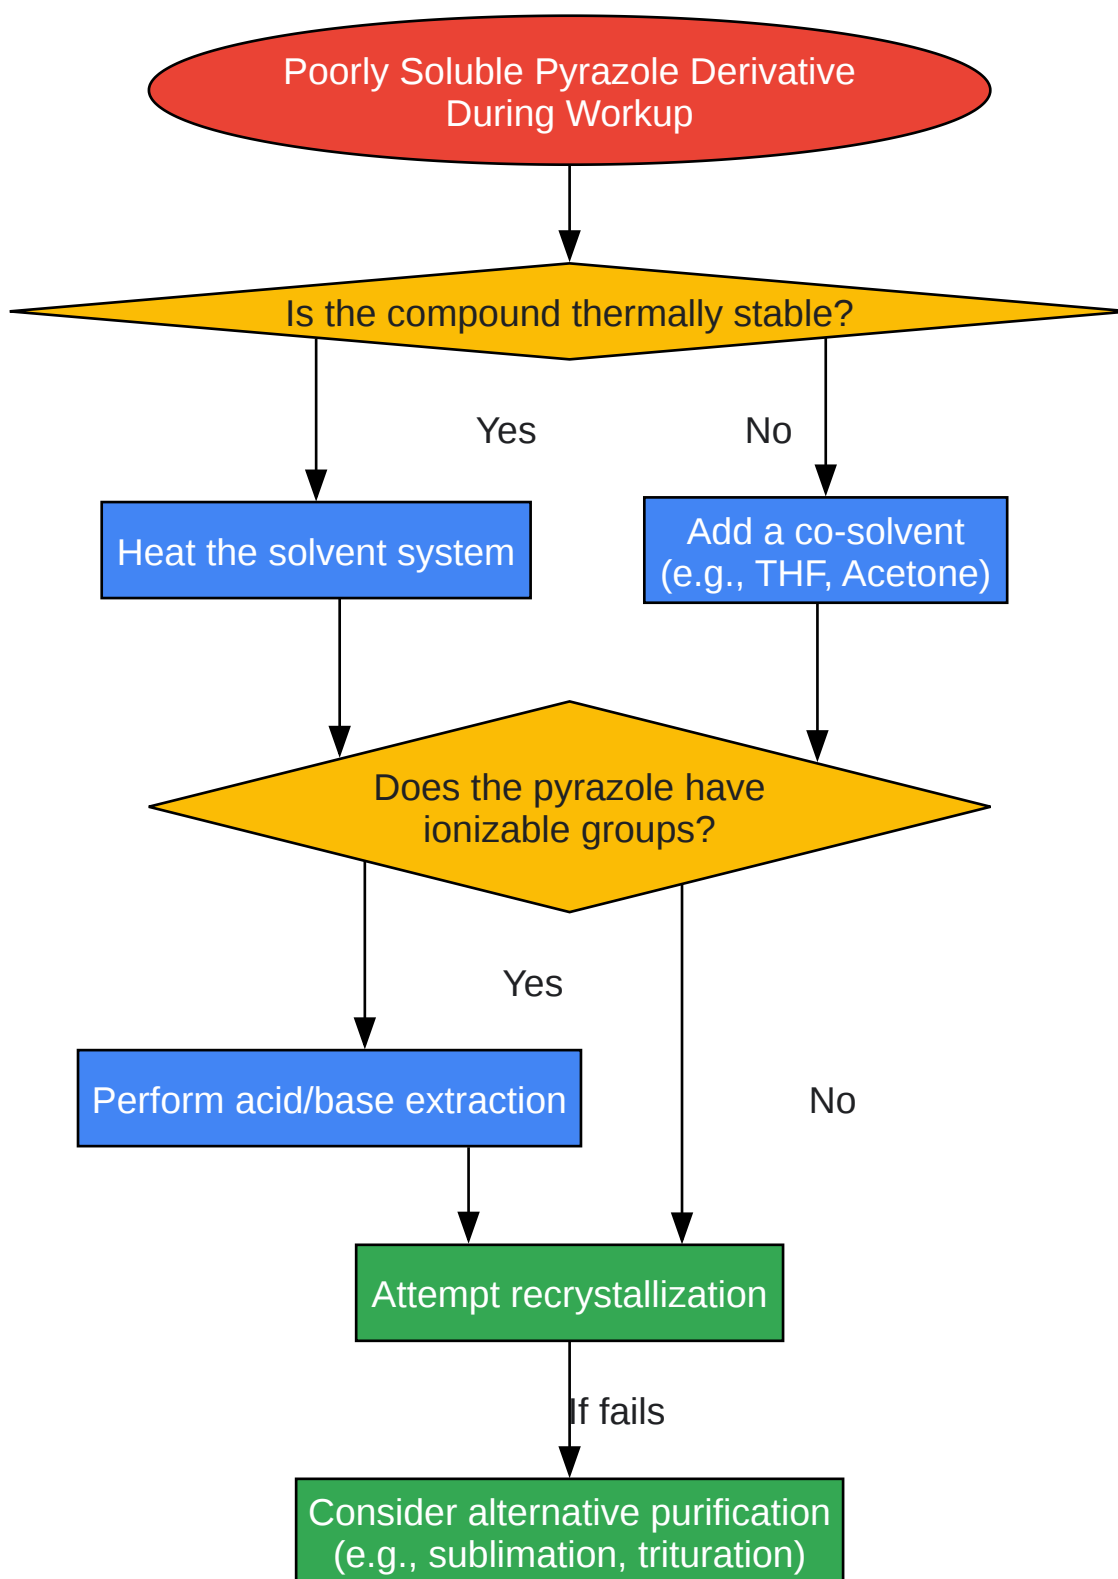 Poorly Soluble Pyrazole Derivative
During Workup
Is the compound thermally stable?
Yes
No
Heat the solvent system
Add a co-solvent
(e.g., THF, Acetone)
Does the pyrazole have
ionizable groups?
Yes
Perform acid/base extraction
No
Attempt recrystallization
If fails
Consider alternative purification
(e.g., sublimation, trituration)